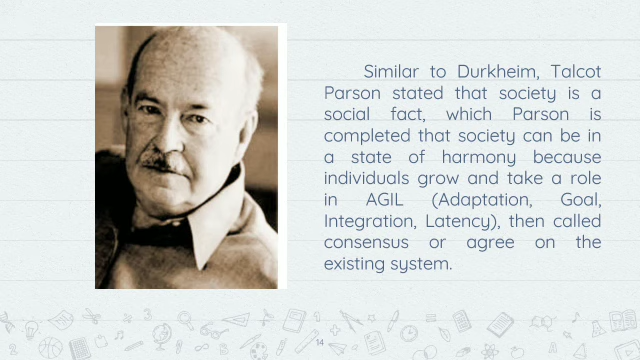 Similar to Durkheim, Talcot
Parson stated that society is a
social fact, which Parson is
completed that society can be in
a state of harmony because
individuals grow and take a role
in AGIL (Adaptation, Goal,
Integration, Latency), then called
consensus or agree on the
existing system.
14